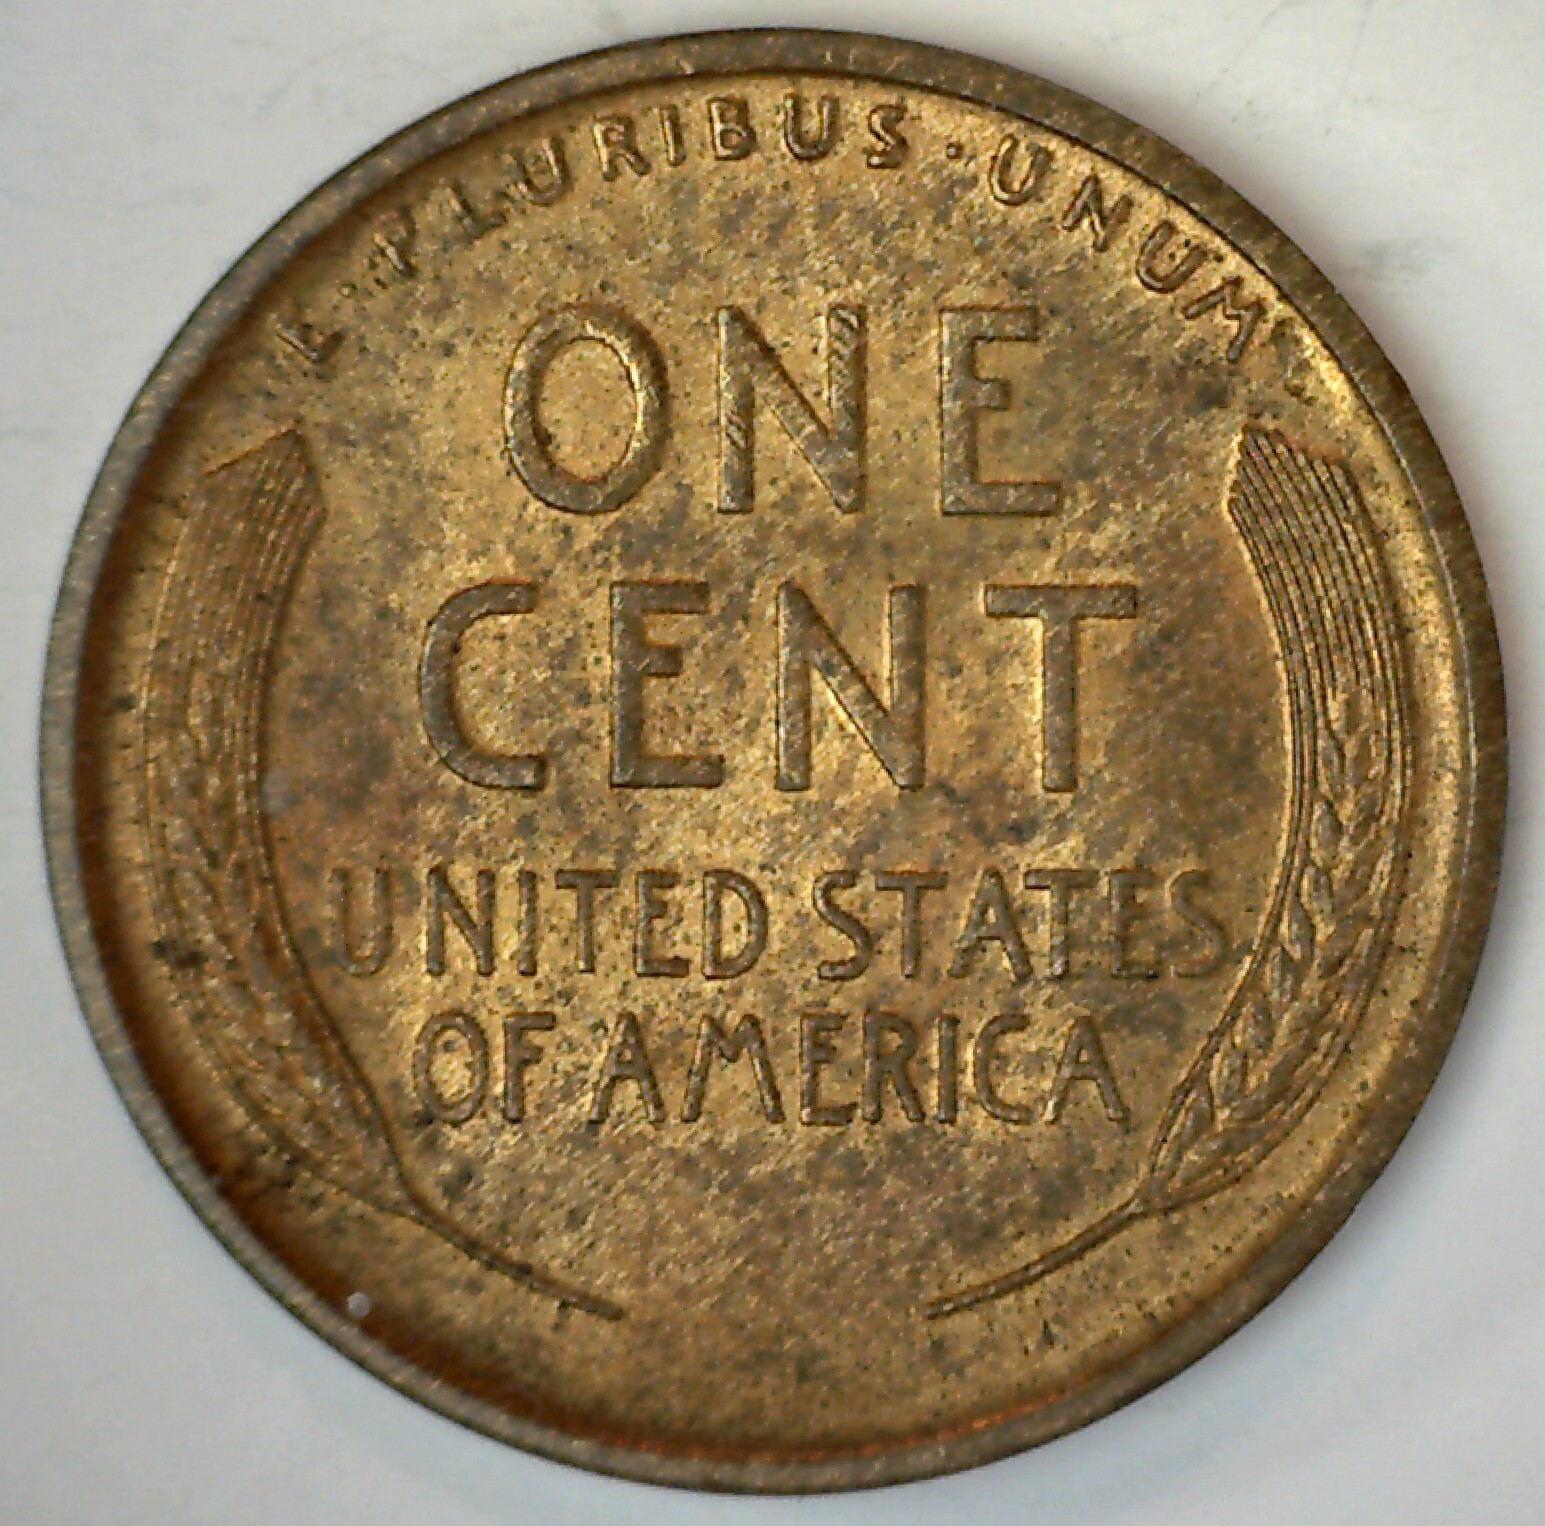 E·PLURIBUS·UNUM
ONE
CENT
UNITED STATES
OF AMERICA